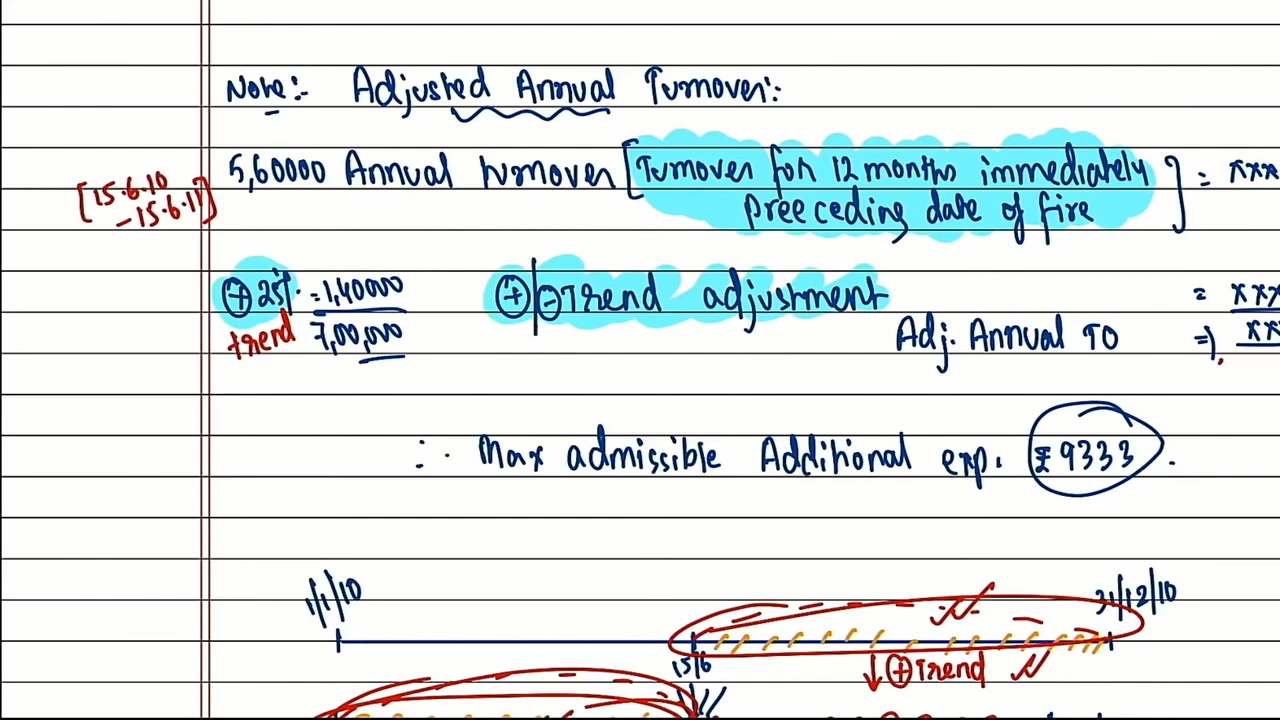 Note:- Adjusted Annual Turnover:-
5,60000 Annual turnover [Turnover for 12 months immediately
preeceding date of fire] = xxx
[15.6.10
- 15.6.11]
⊕ 25% = 1,40000
trend 7,00,000
⊕|⊖ Trend adjustment = xxx
Adj. Annual TO => xx
∴ Max admissible Additional exp. ₹9333.
1/1/10
31/12/10
15/6
↓ ⊕ Trend